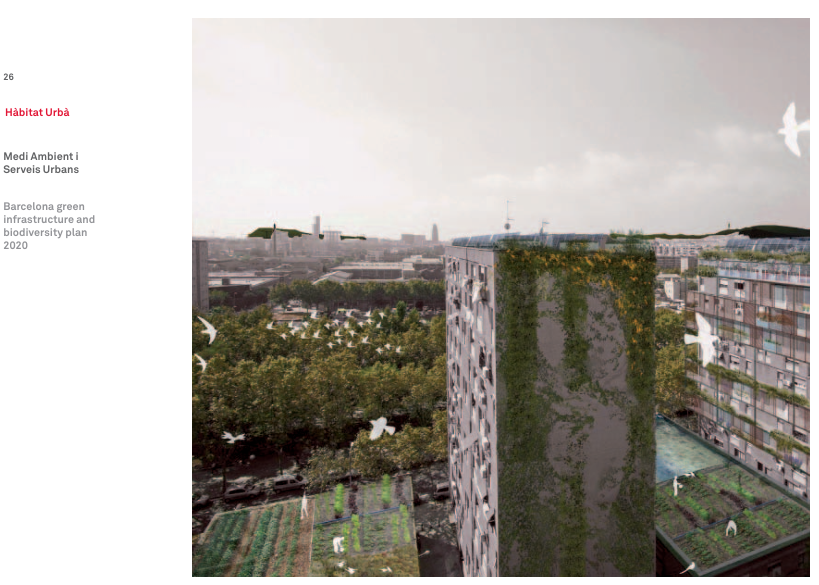 26
Hàbitat Urbà
Medi Ambient i
Serveis Urbans
Barcelona green
infrastructure and
biodiversity plan
2020